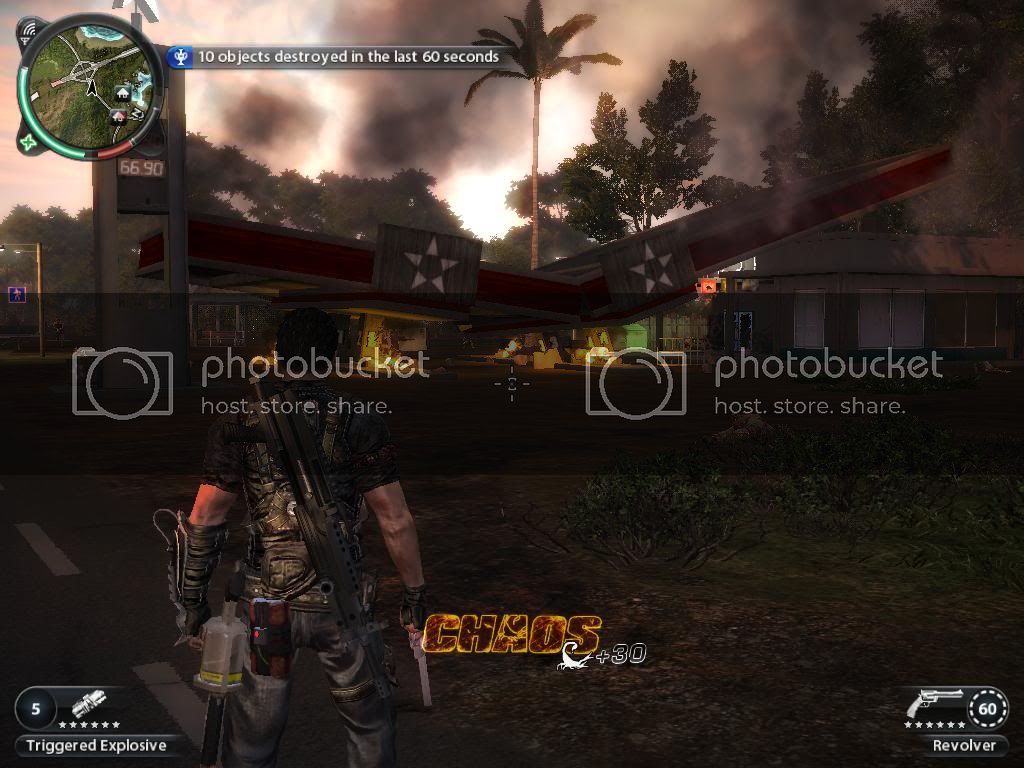 10 objects destroyed in the last 60 seconds
66.90
photobucket
host. store. share.
photobucket
host. store. share.
CHAOS
+30
5
Triggered Explosive
60
Revolver